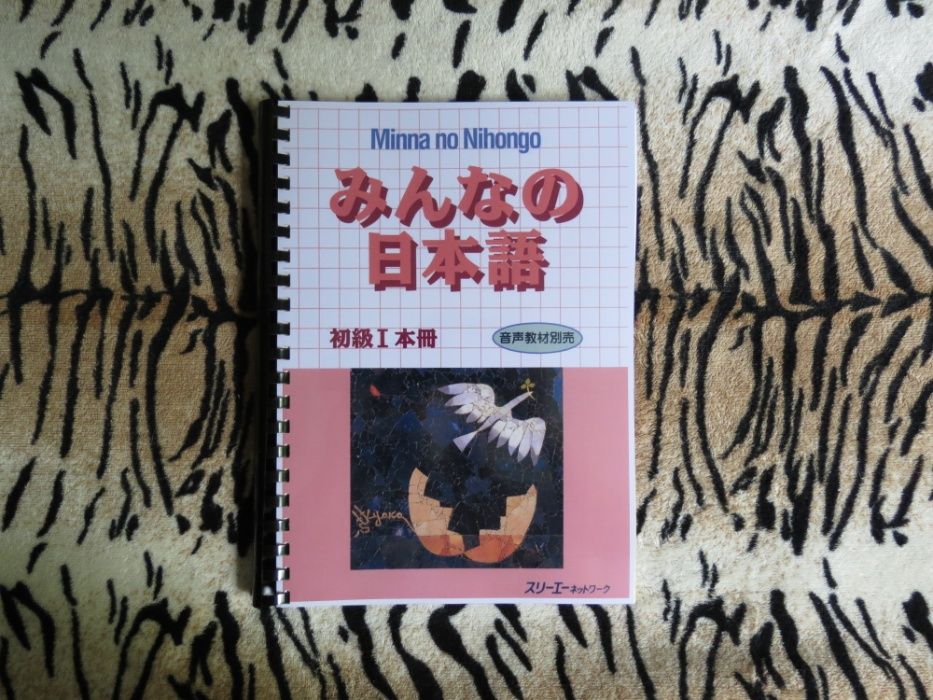 Minna no Nihongo
みんなの
日本語
初級I本冊
音声教材別売
Kyoko
スリーエーネットワーク